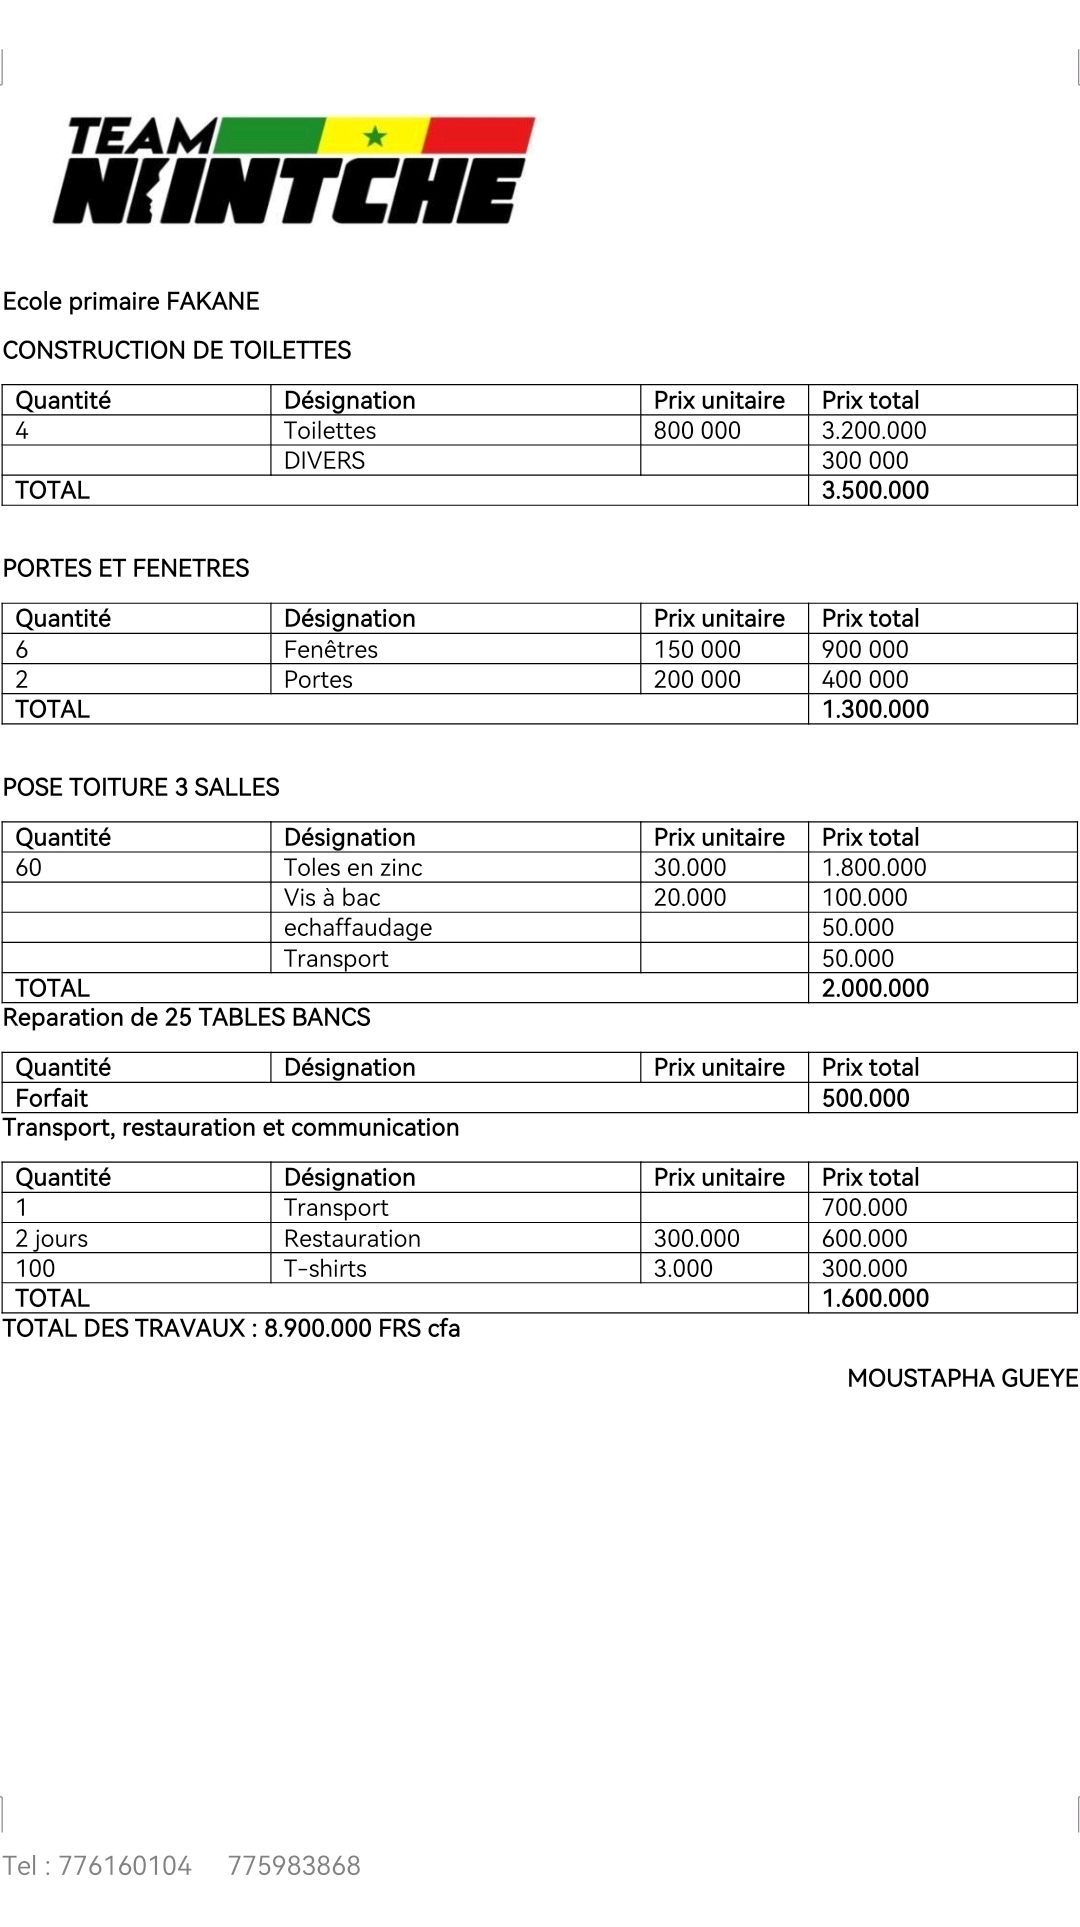 TEAM
NIINTCHE
Ecole primaire FAKANE
CONSTRUCTION DE TOILETTES
Quantité Désignation Prix unitaire Prix total
4 Toilettes 800 000 3.200.000
DIVERS 300 000
TOTAL 3.500.000
PORTES ET FENETRES
Quantité Désignation Prix unitaire Prix total
6 Fenêtres 150 000 900 000
2 Portes 200 000 400 000
TOTAL 1.300.000
POSE TOITURE 3 SALLES
Quantité Désignation Prix unitaire Prix total
60 Toles en zinc 30.000 1.800.000
Vis à bac 20.000 100.000
echaffaudage 50.000
Transport 50.000
TOTAL 2.000.000
Reparation de 25 TABLES BANCS
Quantité Désignation Prix unitaire Prix total
Forfait 500.000
Transport, restauration et communication
Quantité Désignation Prix unitaire Prix total
1 Transport 700.000
2 jours Restauration 300.000 600.000
100 T-shirts 3.000 300.000
TOTAL 1.600.000
TOTAL DES TRAVAUX : 8.900.000 FRS cfa
MOUSTAPHA GUEYE
Tel : 776160104 775983868